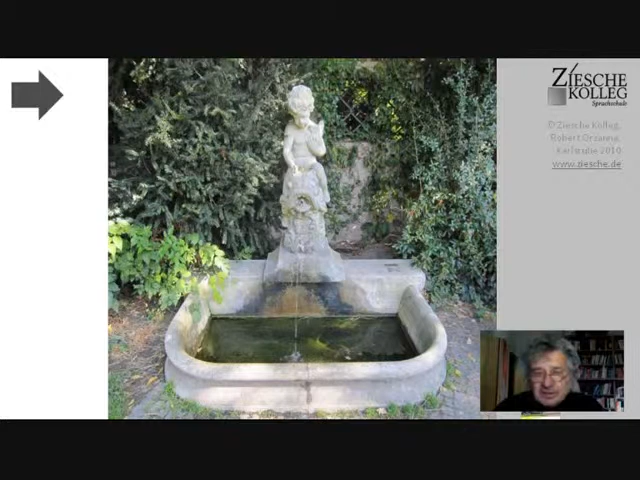 ZIESCHE
KOLLEG
Sprachschule
© Ziesche Kolleg,
Robert Orzanna,
Karlsruhe 2010
www.ziesche.de